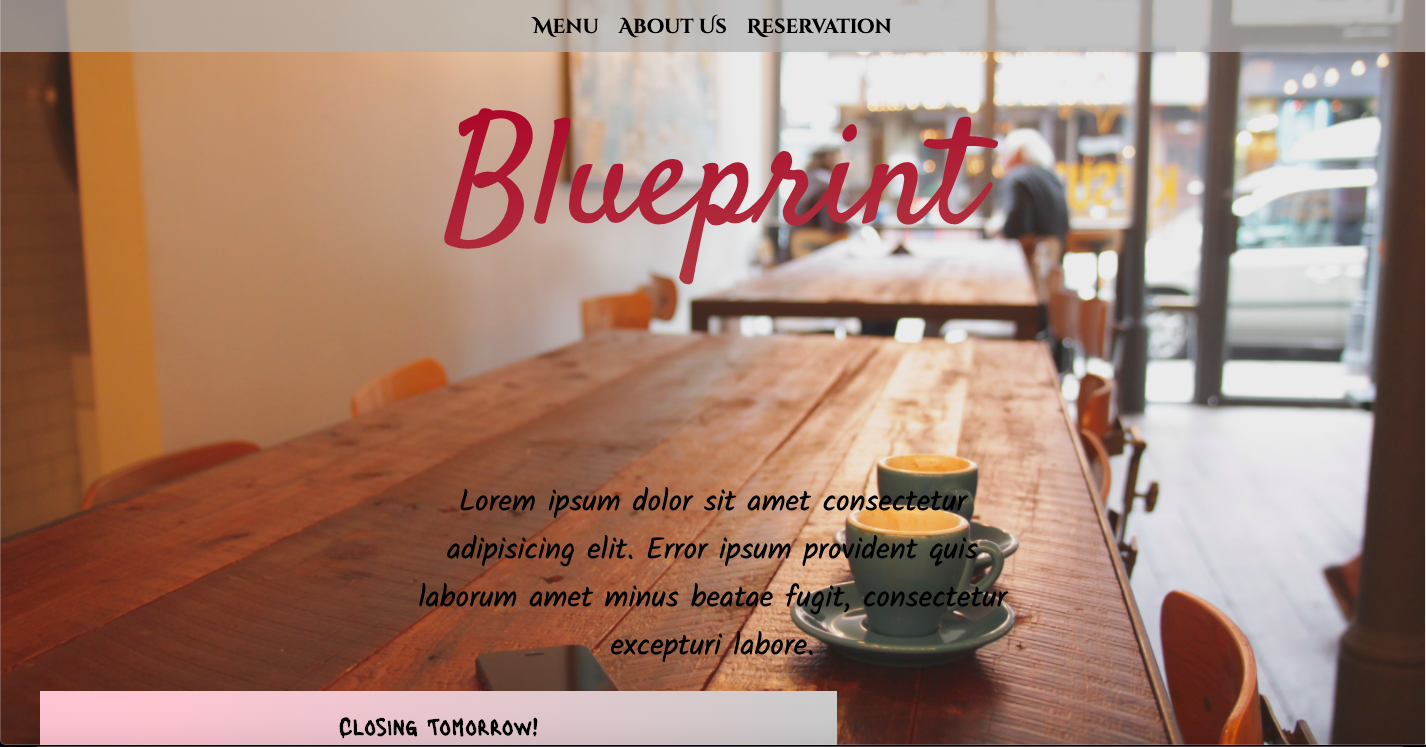 Menu About Us Reservation
Blueprint
Lorem ipsum dolor sit amet consectetur
adipisicing elit. Error ipsum provident quis
laborum amet minus beatae fugit, consectetur
excepturi labore.
Closing tomorrow!